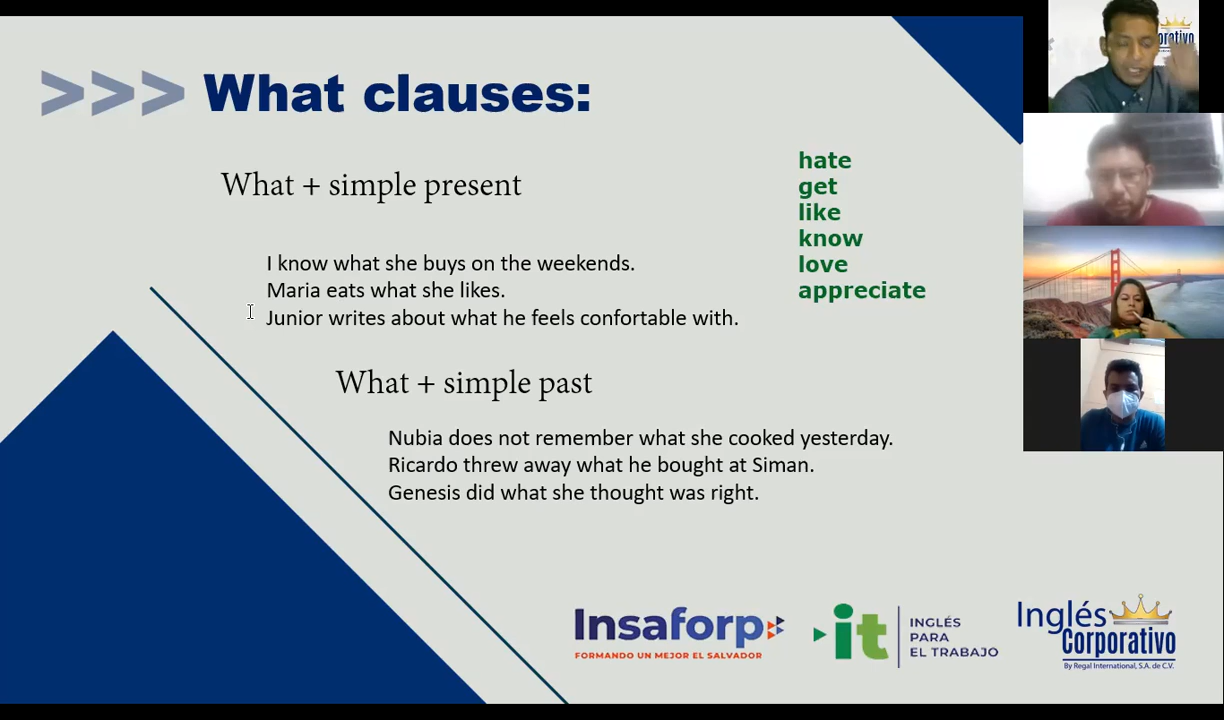 >>> What clauses:
What + simple present
hate
get
like
know
love
appreciate
I know what she buys on the weekends.
Maria eats what she likes.
Junior writes about what he feels confortable with.
What + simple past
Nubia does not remember what she cooked yesterday.
Ricardo threw away what he bought at Siman.
Genesis did what she thought was right.
Insaforp
FORMANDO UN MEJOR EL SALVADOR
it
INGLÉS
PARA
EL TRABAJO
Inglés
Corporativo
By Regal International, S.A. de C.V.